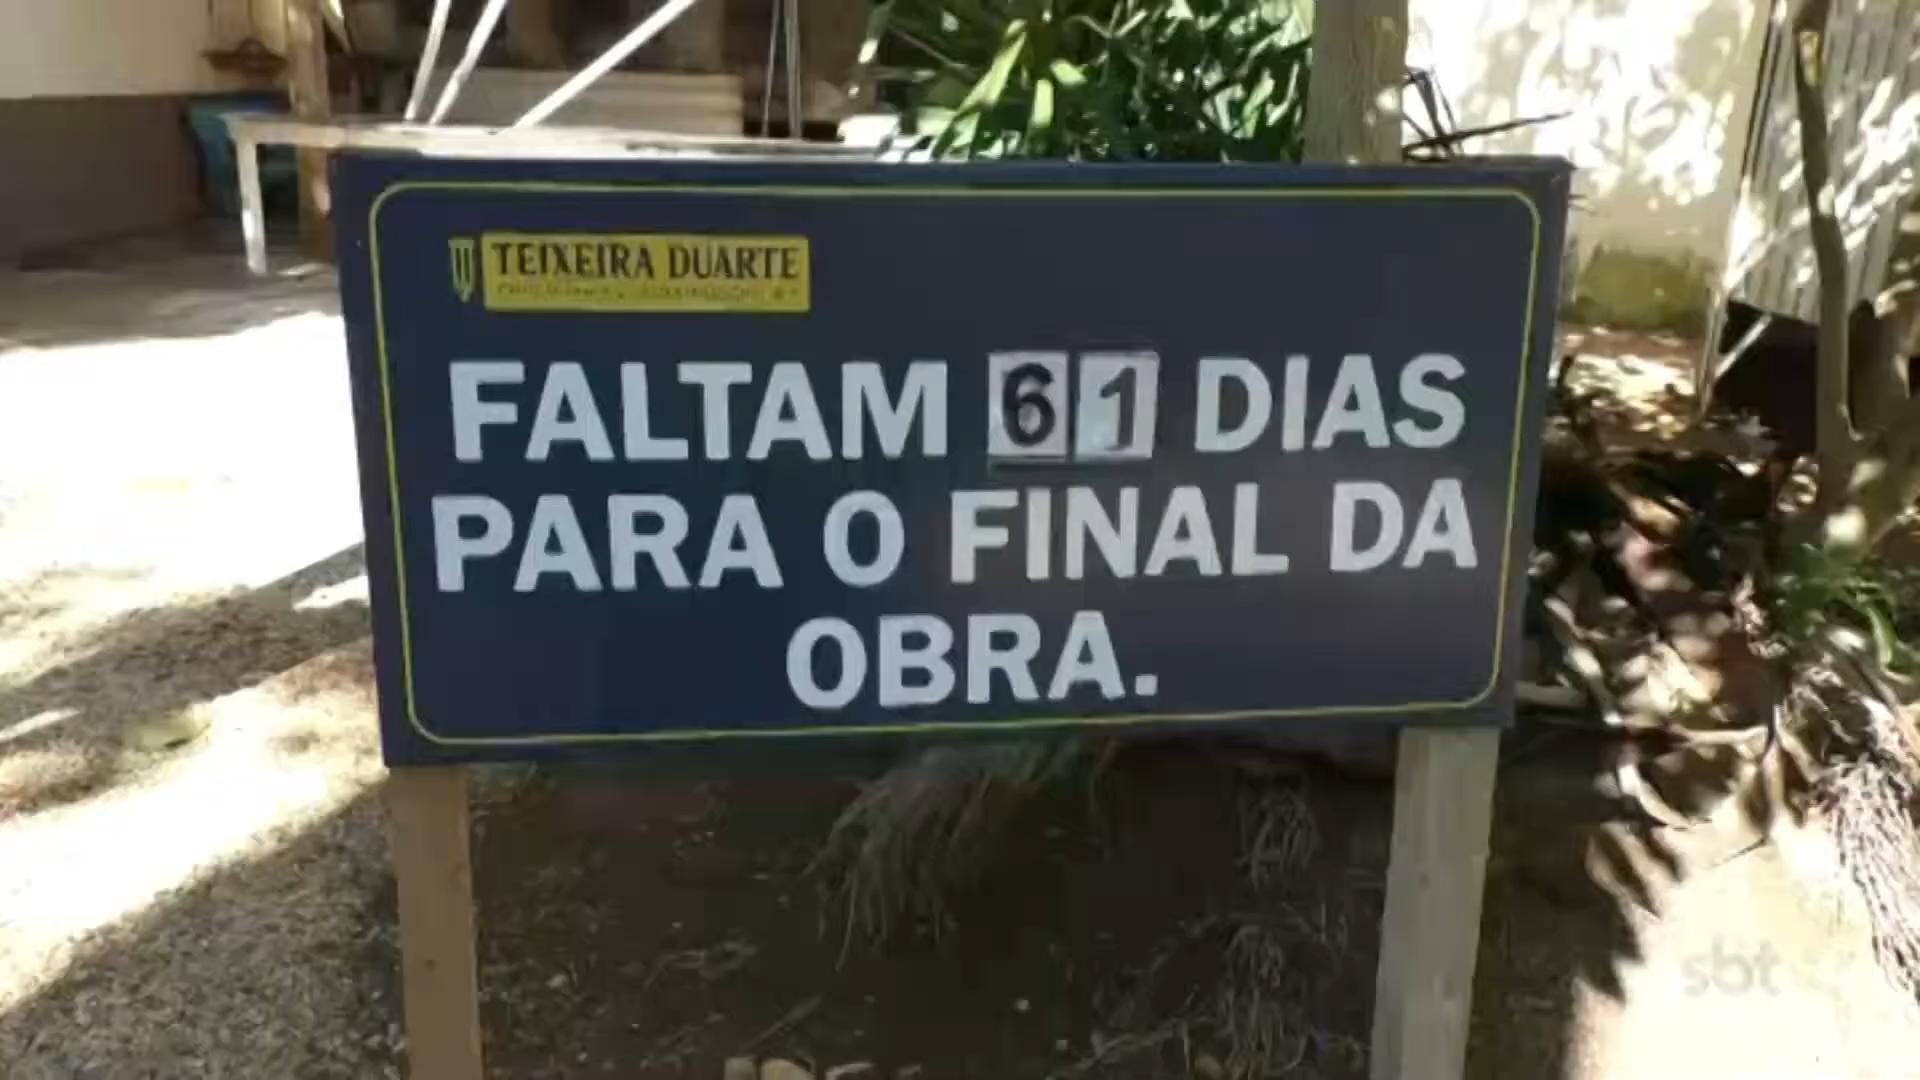 TEIXEIRA DUARTE
FALTAM 61 DIAS
PARA O FINAL DA
OBRA.
sbt